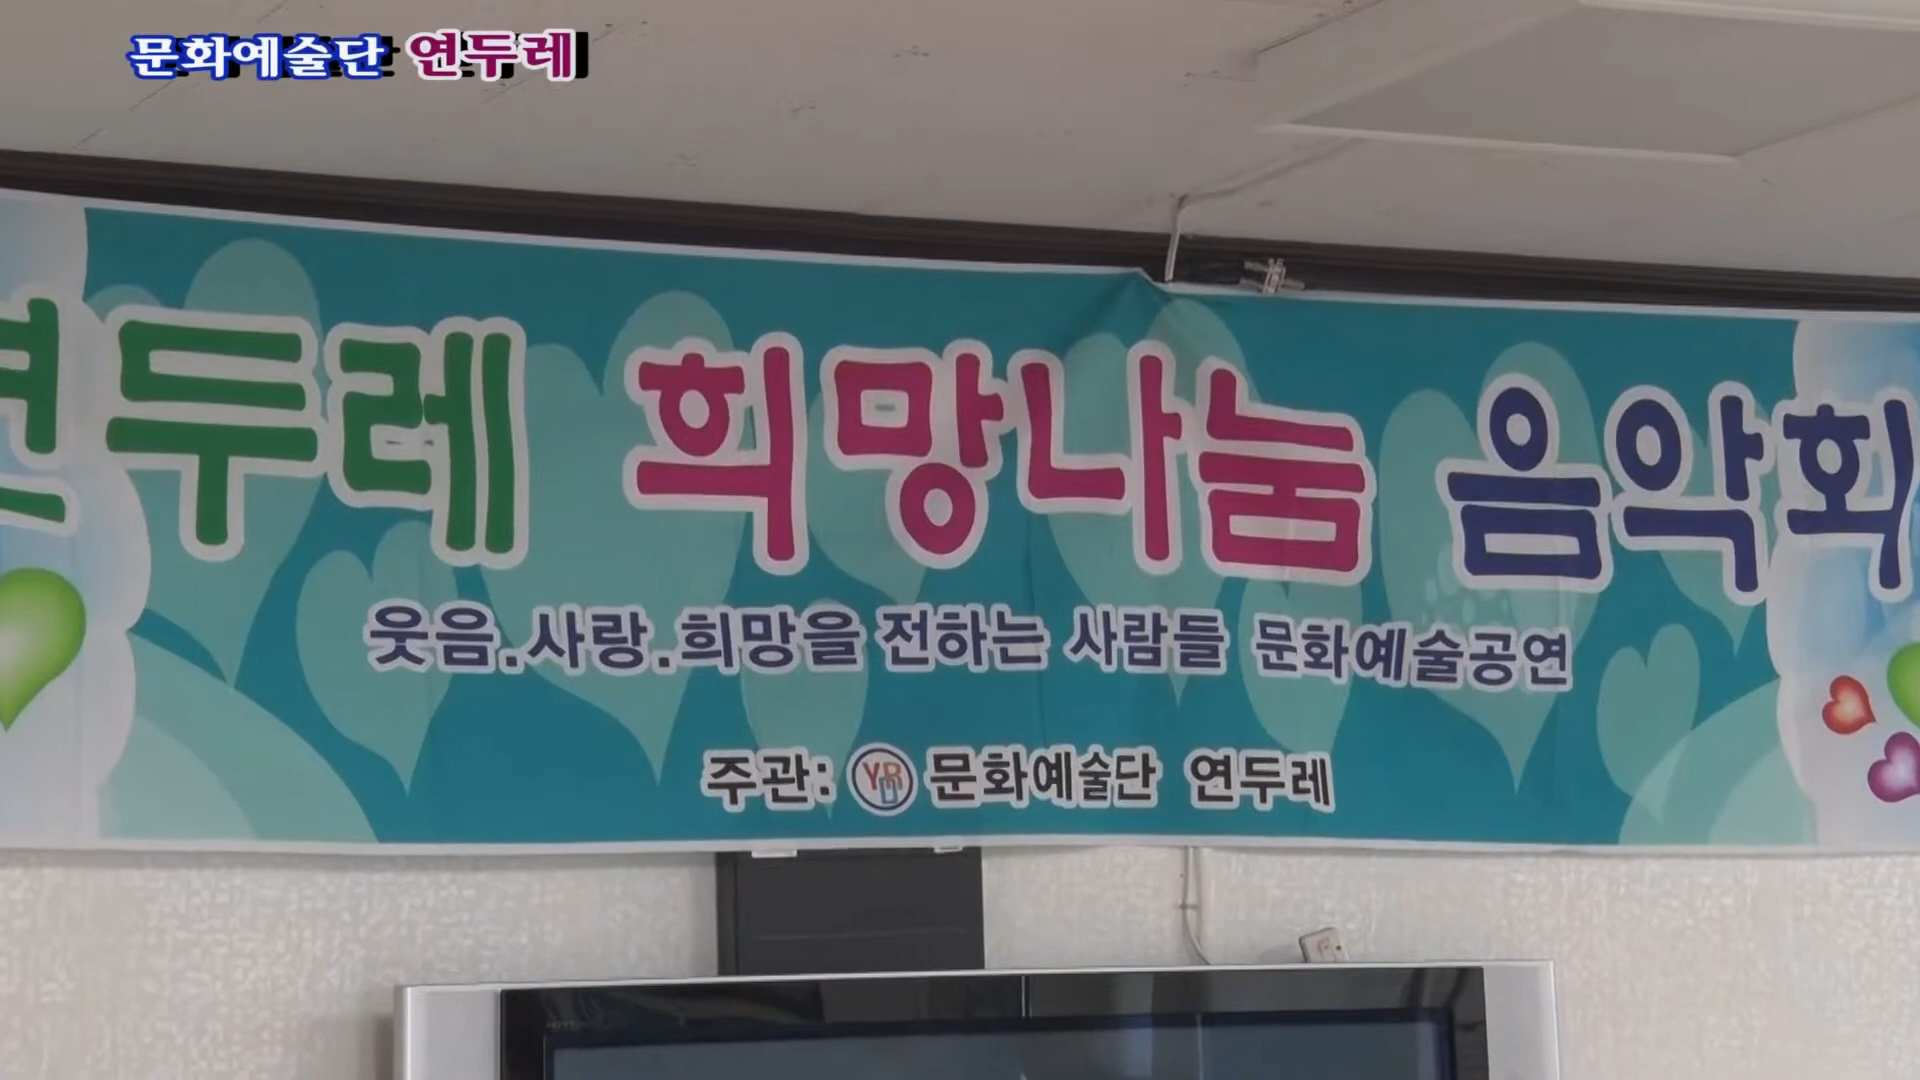 문화예술단 연두레
연두레 희망나눔 음악회
웃음.사랑.희망을 전하는 사람들 문화예술공연
주관: YDR 문화예술단 연두레